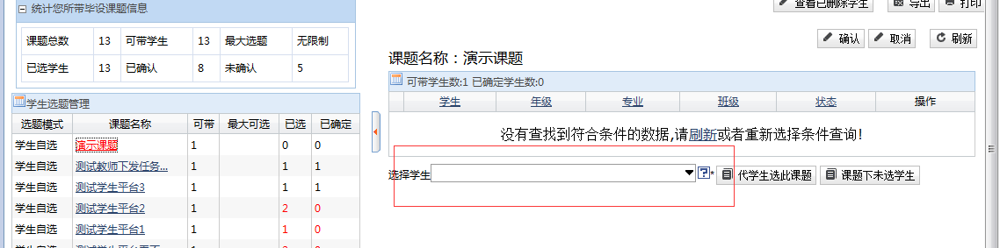 统计您所带毕设课题信息
课题总数 13 可带学生 13 最大选题 无限制
已选学生 13 已确认 8 未确认 5
学生选题管理
选题模式 课题名称 可带 最大可选 已选 已确定
学生自选 演示课题 1 0 0
学生自选 测试教师下发任务... 1 1 1
学生自选 测试学生平台3 1 1 1
学生自选 测试学生平台2 1 2 0
学生自选 测试学生平台1 1 1 0
查看已删除学生 导出 打印
确认 取消 刷新
课题名称：演示课题
可带学生数:1 已确定学生数:0
学生 年级 专业 班级 状态 操作
没有查找到符合条件的数据,请刷新或者重新选择条件查询!
选择学生 ?* 代学生选此课题 课题下未选学生